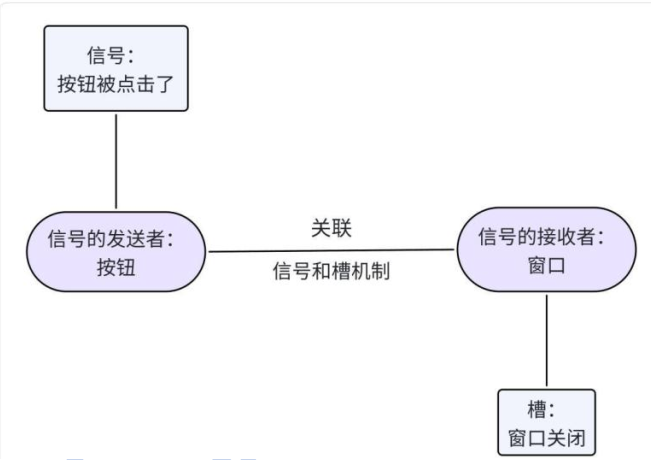 信号：
按钮被点击了
信号的发送者：
按钮
关联
信号和槽机制
信号的接收者：
窗口
槽：
窗口关闭